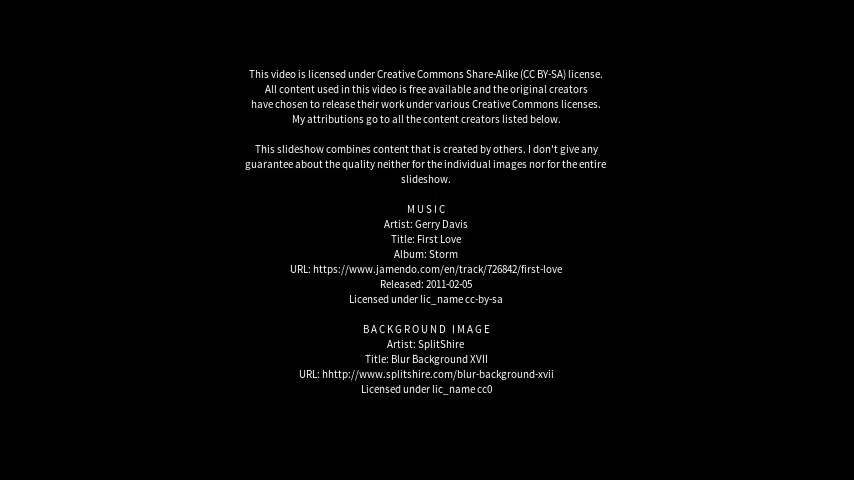 This video is licensed under Creative Commons Share-Alike (CC BY-SA) license.
All content used in this video is free available and the original creators
have chosen to release their work under various Creative Commons licenses.
My attributions go to all the content creators listed below.
This slideshow combines content that is created by others. I don't give any
guarantee about the quality neither for the individual images nor for the entire
slideshow.
MUSIC
Artist: Gerry Davis
Title: First Love
Album: Storm
URL: https://www.jamendo.com/en/track/726842/first-love
Released: 2011-02-05
Licensed under lic_name cc-by-sa
BACKGROUND IMAGE
Artist: SplitShire
Title: Blur Background XVII
URL: hhttp://www.splitshire.com/blur-background-xvii
Licensed under lic_name cc0